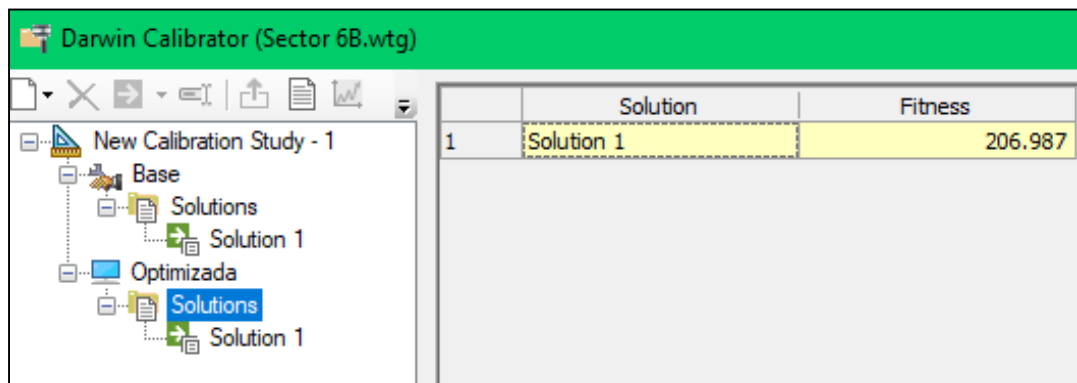 Darwin Calibrator (Sector 6B.wtg)
Solution Fitness
1 Solution 1 206.987
New Calibration Study - 1
Base
Solutions
Solution 1
Optimizada
Solutions
Solution 1